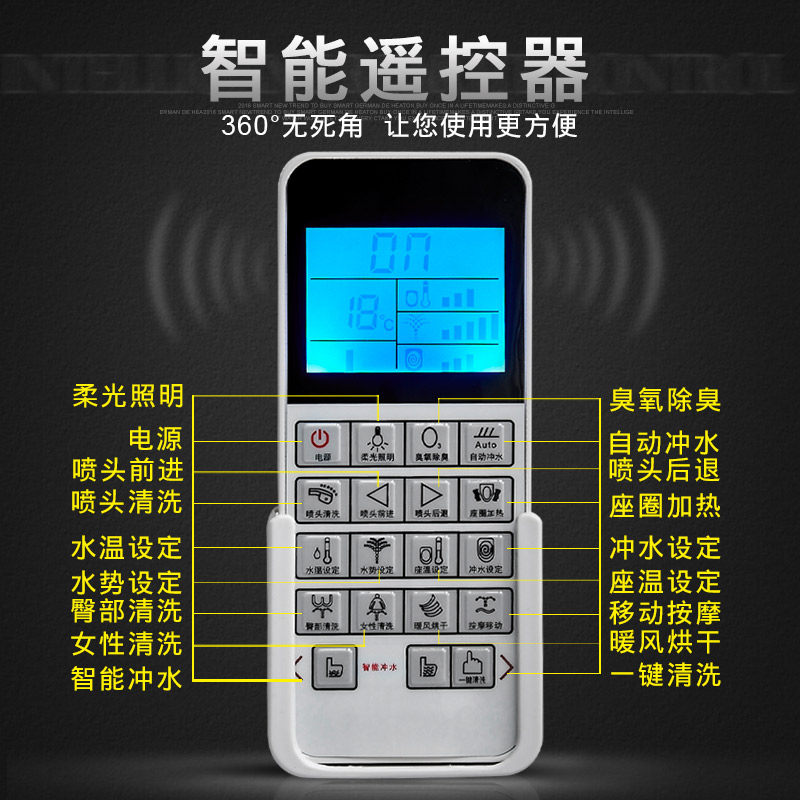 智能遥控器
360°无死角 让您使用更方便
ON
18℃
柔光照明
电源
喷头前进
喷头清洗
水温设定
水势设定
臀部清洗
女性清洗
智能冲水
臭氧除臭
自动冲水
喷头后退
座圈加热
冲水设定
座温设定
移动按摩
暖风烘干
一键清洗
电源 柔光照明 O₃ 臭氧除臭 Auto 自动冲水
喷头清洗 喷头前进 喷头后退 座圈加热
水温设定 水势设定 座温设定 冲水设定
臀部清洗 女性清洗 暖风烘干 按摩移动
智能冲水 一键清洗